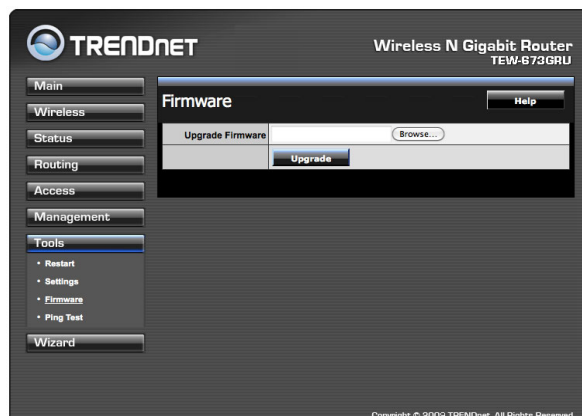 TRENDNET
Wireless N Gigabit Router
TEW-673GRU
Main
Wireless
Status
Routing
Access
Management
Tools
• Restart
• Settings
• Firmware
• Ping Test
Wizard
Firmware
Help
Upgrade Firmware
Browse...
Upgrade
Copyright © 2009 TRENDnet. All Rights Reserved.